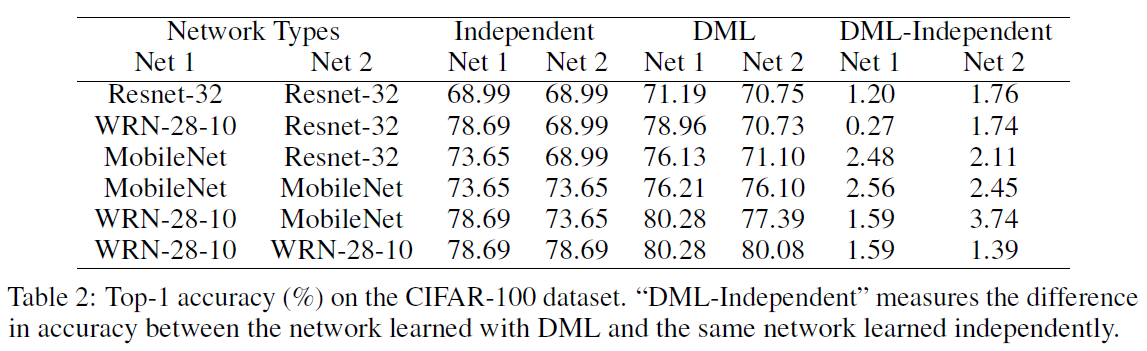 Network Types Independent DML DML-Independent
Net 1 Net 2 Net 1 Net 2 Net 1 Net 2 Net 1 Net 2
Resnet-32 Resnet-32 68.99 68.99 71.19 70.75 1.20 1.76
WRN-28-10 Resnet-32 78.69 68.99 78.96 70.73 0.27 1.74
MobileNet Resnet-32 73.65 68.99 76.13 71.10 2.48 2.11
MobileNet MobileNet 73.65 73.65 76.21 76.10 2.56 2.45
WRN-28-10 MobileNet 78.69 73.65 80.28 77.39 1.59 3.74
WRN-28-10 WRN-28-10 78.69 78.69 80.28 80.08 1.59 1.39
Table 2: Top-1 accuracy (%) on the CIFAR-100 dataset. “DML-Independent” measures the difference
in accuracy between the network learned with DML and the same network learned independently.